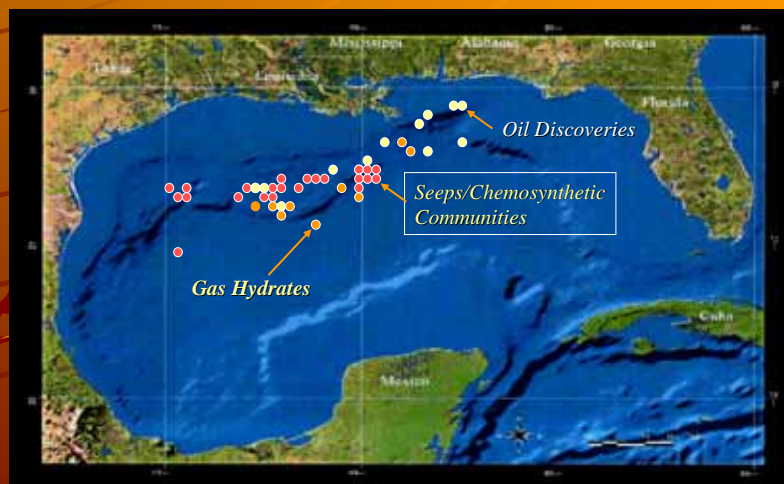 Mississippi
Alabama
Georgia
Texas
Louisiana
Florida
Oil Discoveries
Seeps/Chemosynthetic
Communities
Gas Hydrates
Cuba
Mexico